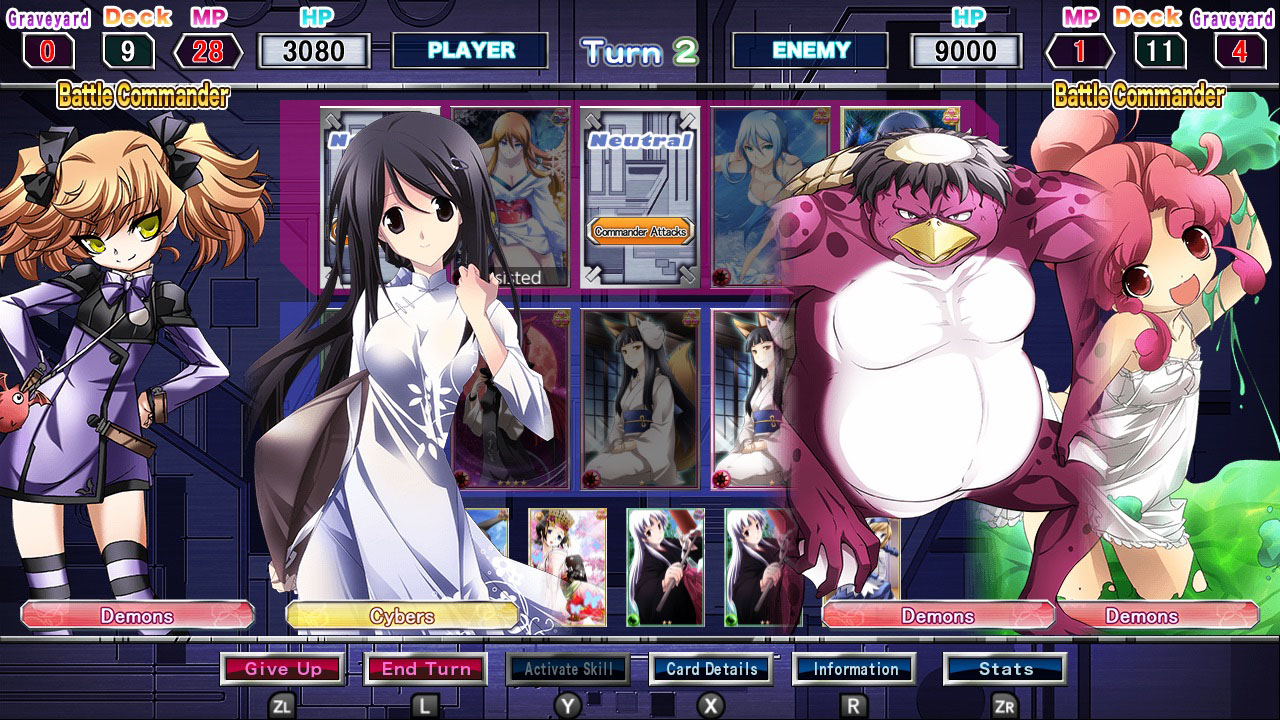 Graveyard Deck MP HP
0 9 28 3080 PLAYER Turn 2 ENEMY 9000 1 11 4
HP MP Deck Graveyard
Battle Commander
Battle Commander
N
Neutral
Commander Attacks
sisted
Demons
Cybers
Demons
Demons
Give Up
End Turn
Activate Skill
Card Details
Information
Stats
ZL
L
Y
X
R
ZR